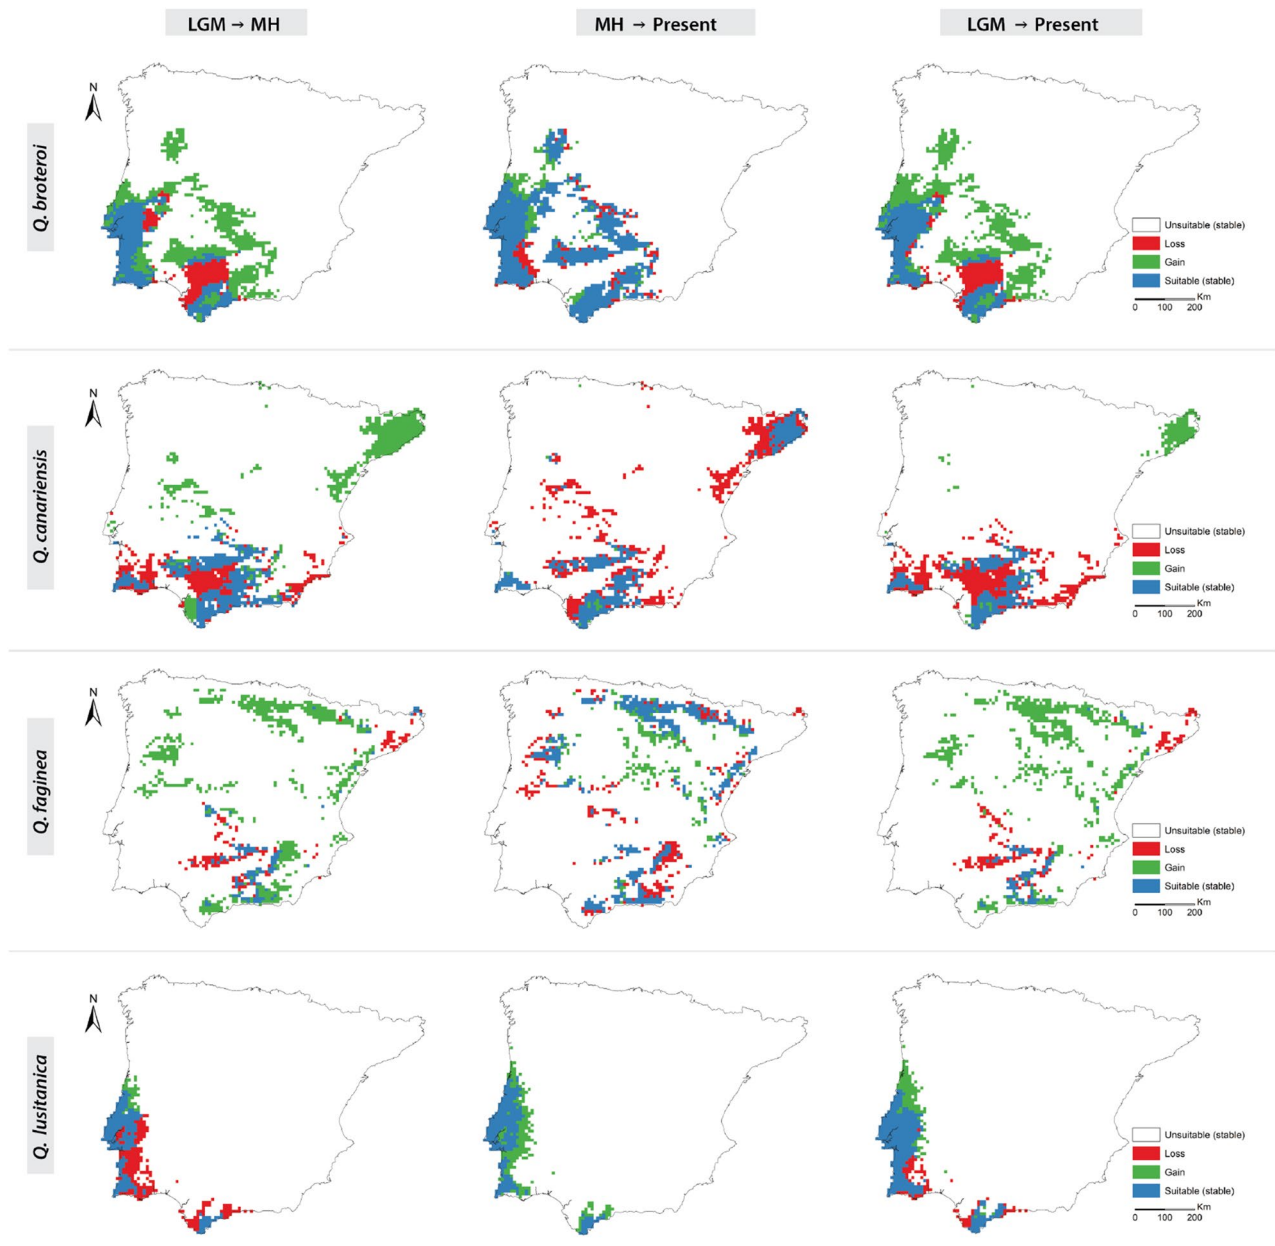 LGM → MH
MH → Present
LGM → Present
N
Q. broteroi
Unsuitable (stable)
Loss
Gain
Suitable (stable)
Km
0 100 200
N
Q. canariensis
Unsuitable (stable)
Loss
Gain
Suitable (stable)
Km
0 100 200
N
Q. faginea
Unsuitable (stable)
Loss
Gain
Suitable (stable)
Km
0 100 200
N
Q. lusitanica
Unsuitable (stable)
Loss
Gain
Suitable (stable)
Km
0 100 200